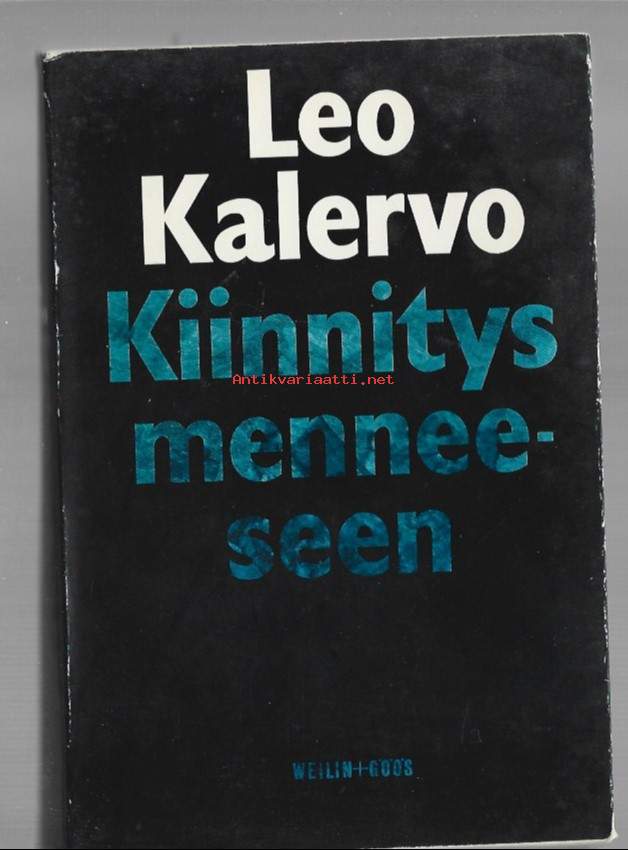 Leo
Kalervo
Kiinnitys
Antikvariaatti.net
mennee-
seen
WEILIN+GÖÖS